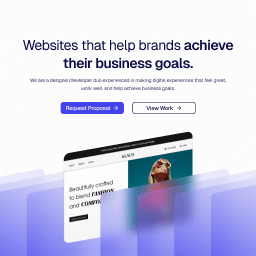 Websites that help brands achieve
their business goals.
We are a designer/developer duo experienced in making digital experiences that feel great,
work well, and help achieve business goals.
Request Proposal →
View Work →
Beautifully crafted
to blend FASHION
and COMFORT